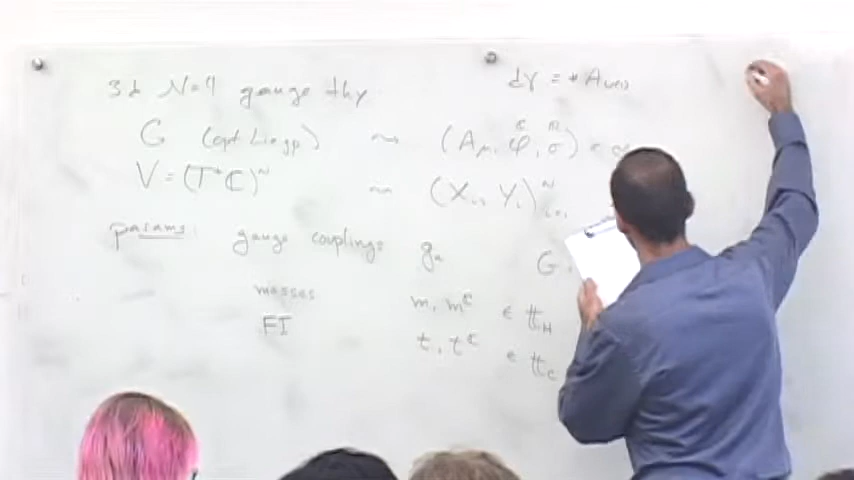 3d N=4 gauge thy.
dγ = * A
G (cpt Lie gp) ⇝ (A_μ, φ^ℂ, σ^ℝ) ∈ g
V = (T*ℂ)^N ⇝ (X_i, Y_i)^N_{i=1}
params: gauge couplings g_a G
masses m, m^ℂ ∈ 𝔱_H
FI t, t^ℂ ∈ 𝔱_C